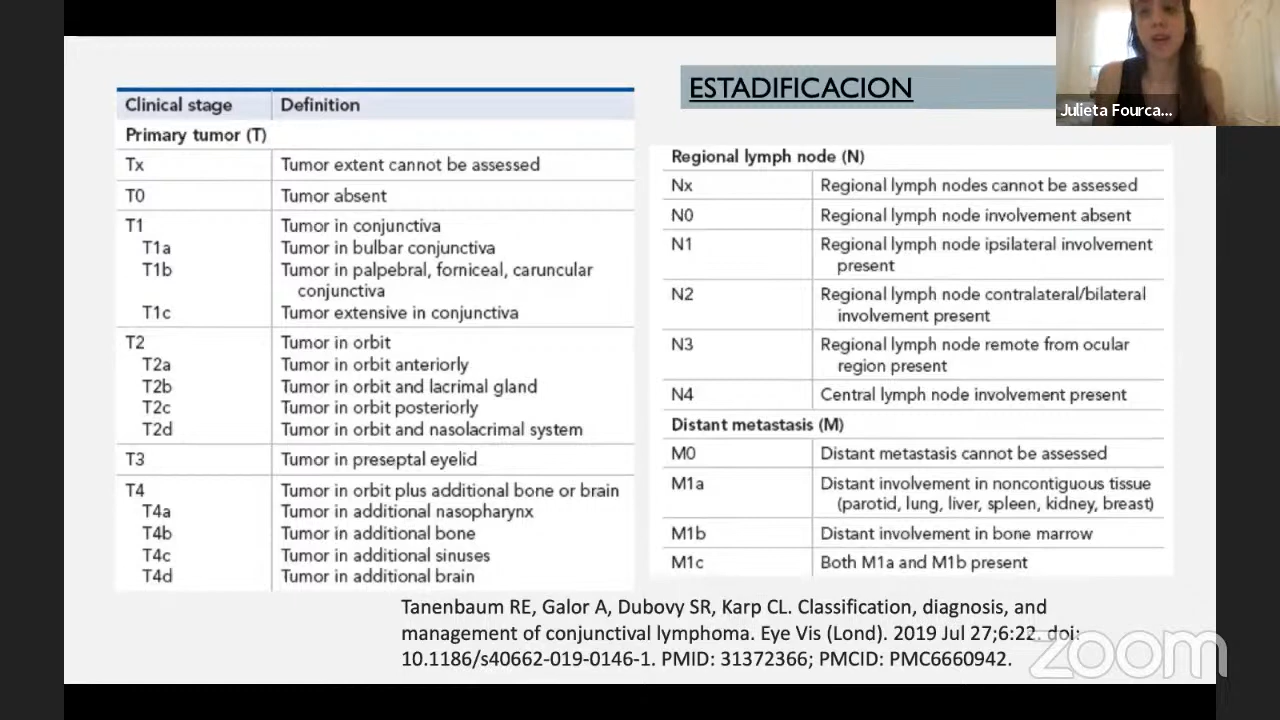 ESTADIFICACION
Julieta Fourca...
Clinical stage Definition
Primary tumor (T)
Tx Tumor extent cannot be assessed
T0 Tumor absent
T1 Tumor in conjunctiva
T1a Tumor in bulbar conjunctiva
T1b Tumor in palpebral, forniceal, caruncular
conjunctiva
T1c Tumor extensive in conjunctiva
T2 Tumor in orbit
T2a Tumor in orbit anteriorly
T2b Tumor in orbit and lacrimal gland
T2c Tumor in orbit posteriorly
T2d Tumor in orbit and nasolacrimal system
T3 Tumor in preseptal eyelid
T4 Tumor in orbit plus additional bone or brain
T4a Tumor in additional nasopharynx
T4b Tumor in additional bone
T4c Tumor in additional sinuses
T4d Tumor in additional brain
Regional lymph node (N)
Nx Regional lymph nodes cannot be assessed
N0 Regional lymph node involvement absent
N1 Regional lymph node ipsilateral involvement
present
N2 Regional lymph node contralateral/bilateral
involvement present
N3 Regional lymph node remote from ocular
region present
N4 Central lymph node involvement present
Distant metastasis (M)
M0 Distant metastasis cannot be assessed
M1a Distant involvement in noncontiguous tissue
(parotid, lung, liver, spleen, kidney, breast)
M1b Distant involvement in bone marrow
M1c Both M1a and M1b present
Tanenbaum RE, Galor A, Dubovy SR, Karp CL. Classification, diagnosis, and
management of conjunctival lymphoma. Eye Vis (Lond). 2019 Jul 27;6:22. doi:
10.1186/s40662-019-0146-1. PMID: 31372366; PMCID: PMC6660942.
zoom